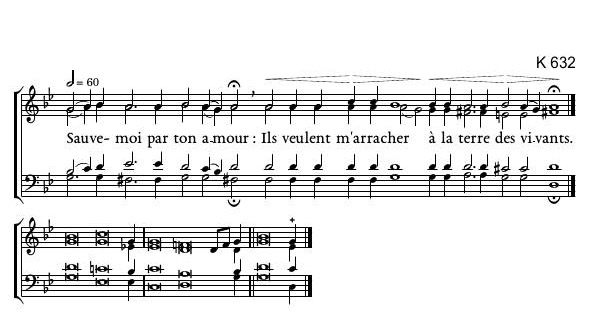 K 632
= 60
Sauve-moi par ton amour : Ils veulent m'arracher à la terre des vivants.